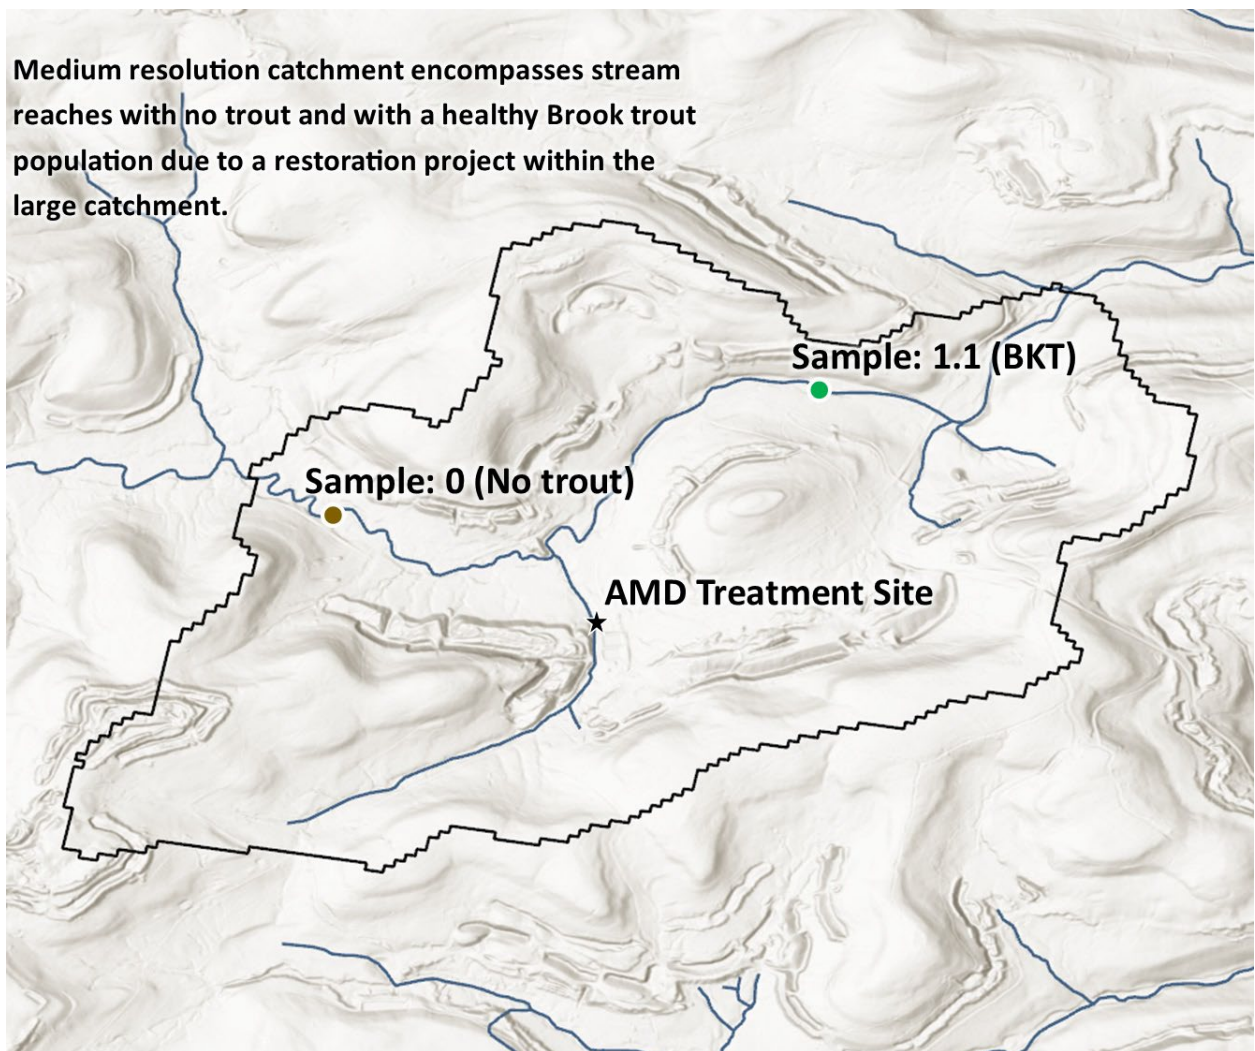 Medium resolution catchment encompasses stream
reaches with no trout and with a healthy Brook trout
population due to a restoration project within the
large catchment.
Sample: 1.1 (BKT)
Sample: 0 (No trout)
AMD Treatment Site